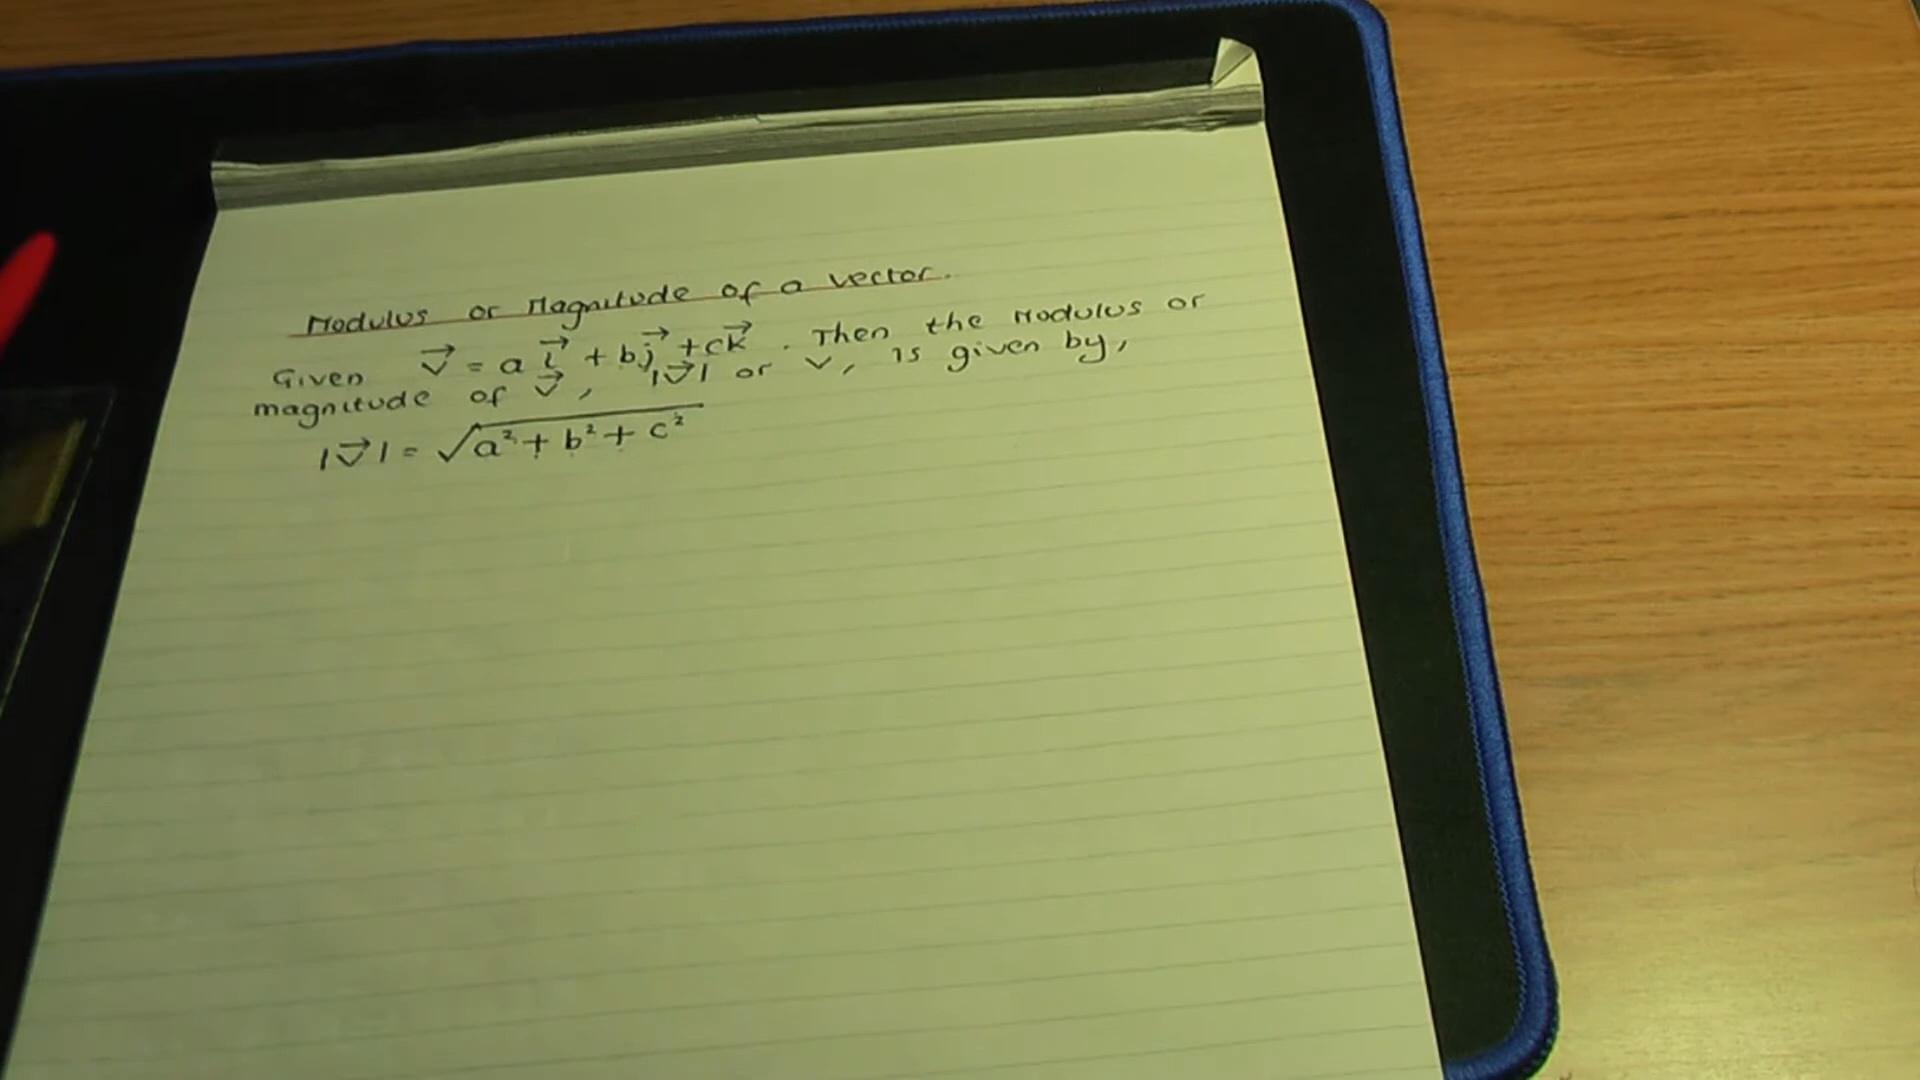 Modulus or Magnitude of a vector.
Given v⃗ = a i⃗ + b j⃗ + c k⃗ . Then the Modulus or
magnitude of v⃗ , |v⃗| or v, is given by,
|v⃗| = √(a² + b² + c²)